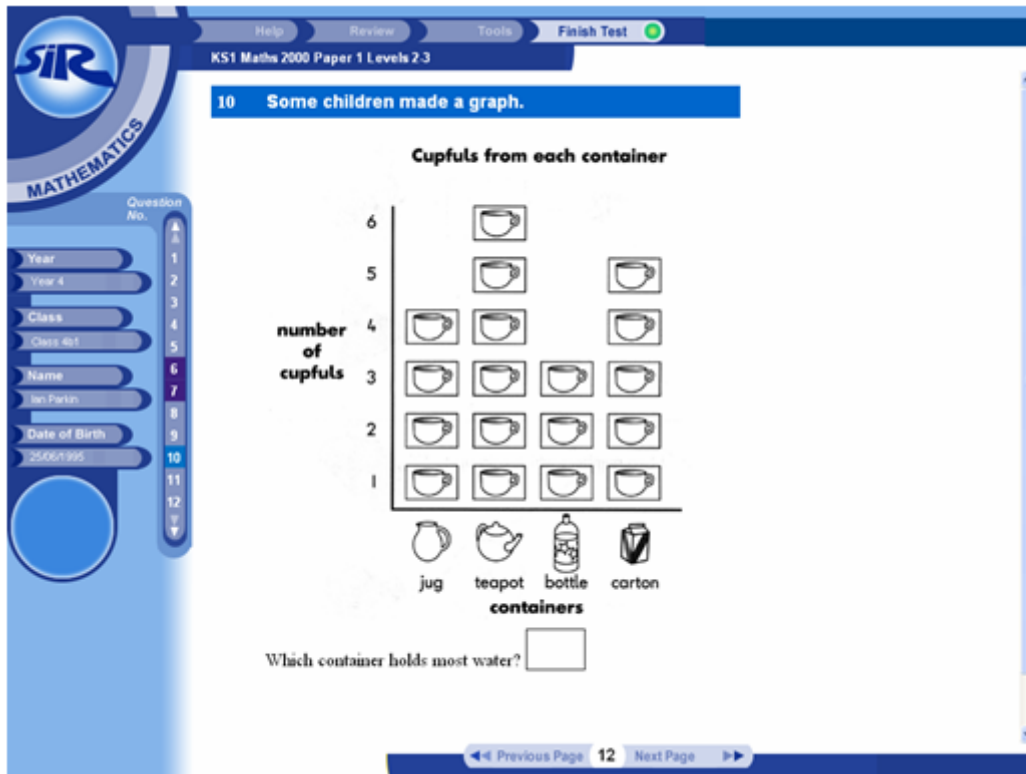 Help Review Tools Finish Test
SiR
MATHEMATICS
KS1 Maths 2000 Paper 1 Levels 2-3
10 Some children made a graph.
Question
No.
1
2
3
4
5
6
7
8
9
10
11
12
Year
Year 4
Class
Class 4b1
Name
Ian Parkin
Date of Birth
25/06/1995
Cupfuls from each container
6
5
4
3
2
1
number
of
cupfuls
jug teapot bottle carton
containers
Which container holds most water?
Previous Page 12 Next Page